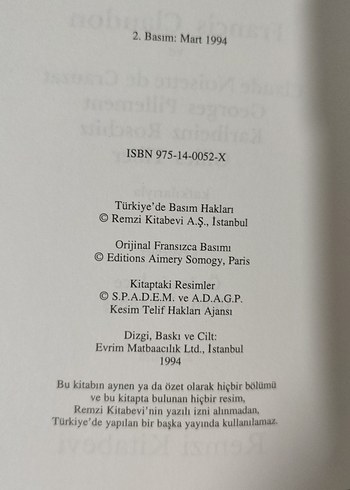 2. Basım: Mart 1994
ISBN 975-14-0052-X
Türkiye'de Basım Hakları
© Remzi Kitabevi A.Ş., İstanbul
Orijinal Fransızca Basımı
© Editions Aimery Somogy, Paris
Kitaptaki Resimler
© S.P.A.D.E.M. ve A.D.A.G.P.
Kesim Telif Hakları Ajansı
Dizgi, Baskı ve Cilt:
Evrim Matbaacılık Ltd., İstanbul
1994
Bu kitabın aynen ya da özet olarak hiçbir bölümü
ve bu kitapta bulunan hiçbir resim,
Remzi Kitabevi'nin yazılı izni alınmadan,
Türkiye'de yapılan bir başka yayında kullanılamaz.